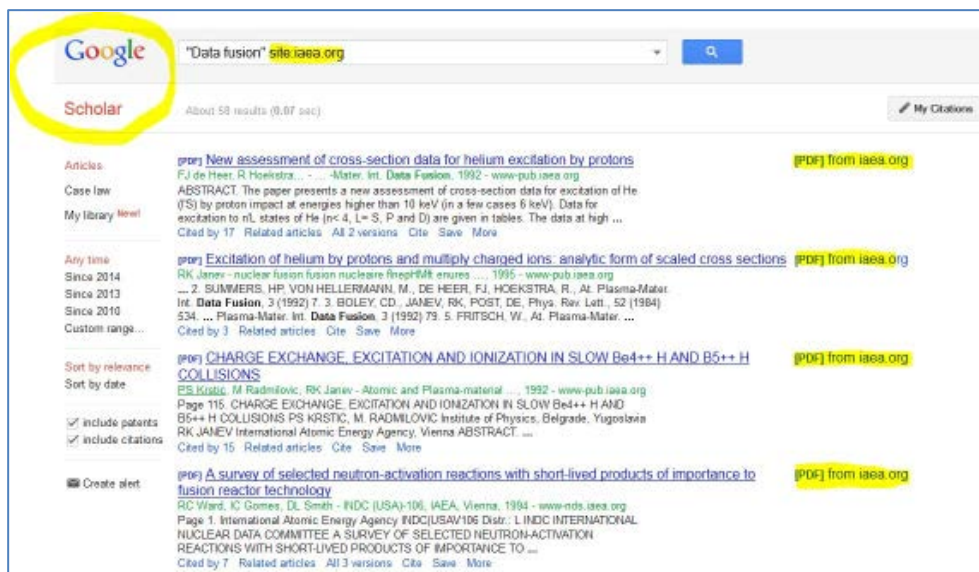 Google
"Data fusion" site:iaea.org
Scholar
About 58 results (0.07 sec)
My Citations
Articles
Case law
My library New!
Any time
Since 2014
Since 2013
Since 2010
Custom range...
Sort by relevance
Sort by date
include patents
include citations
Create alert
[PDF] New assessment of cross-section data for helium excitation by protons
FJ de Heer, R Hoekstra... - ... -Mater. Int. Data Fusion, 1992 - www-pub.iaea.org
ABSTRACT. The paper presents a new assessment of cross-section data for excitation of He
(I'S) by proton impact at energies higher than 10 keV (in a few cases 6 keV). Data for
excitation to n'L states of He (n< 4, L= S, P and D) are given in tables. The data at high ...
Cited by 17 Related articles All 2 versions Cite Save More
[PDF] from iaea.org
[PDF] Excitation of helium by protons and multiply charged ions: analytic form of scaled cross sections
RK Janev - nuclear fusion fusion nucleaire enures ..., 1995 - www-pub.iaea.org
... 2. SUMMERS, HP, VON HELLERMANN, M., DE HEER, FJ, HOEKSTRA, R., At. Plasma-Mater.
Int. Data Fusion, 3 (1992) 7. 3. BOLEY, CD., JANEV, RK, POST, DE, Phys. Rev. Lett., 52 (1984)
534. ... Plasma-Mater. Int. Data Fusion, 3 (1992) 79. 5. FRITSCH, W., At. Plasma-Mater. ...
Cited by 3 Related articles Cite Save More
[PDF] from iaea.org
[PDF] CHARGE EXCHANGE, EXCITATION AND IONIZATION IN SLOW Be4++ H AND B5++ H
COLLISIONS
PS Krstic, M Radmilovic, RK Janev - Atomic and Plasma-material ..., 1992 - www-pub.iaea.org
Page 115. CHARGE EXCHANGE, EXCITATION AND IONIZATION IN SLOW Be4++ H AND
B5++ H COLLISIONS PS KRSTIC, M. RADMILOVIC Institute of Physics, Belgrade, Yugoslavia
RK JANEV International Atomic Energy Agency, Vienna ABSTRACT. ...
Cited by 15 Related articles Cite Save More
[PDF] from iaea.org
[PDF] A survey of selected neutron-activation reactions with short-lived products of importance to
fusion reactor technology
RC Ward, IC Gomes, DL Smith - INDC (USA)-106, IAEA, Vienna, 1994 - www-nds.iaea.org
Page 1. International Atomic Energy Agency INDC(USAV106 Distr.: L INDC INTERNATIONAL
NUCLEAR DATA COMMITTEE A SURVEY OF SELECTED NEUTRON-ACTIVATION
REACTIONS WITH SHORT-LIVED PRODUCTS OF IMPORTANCE TO ...
Cited by 7 Related articles All 3 versions Cite Save More
[PDF] from iaea.org